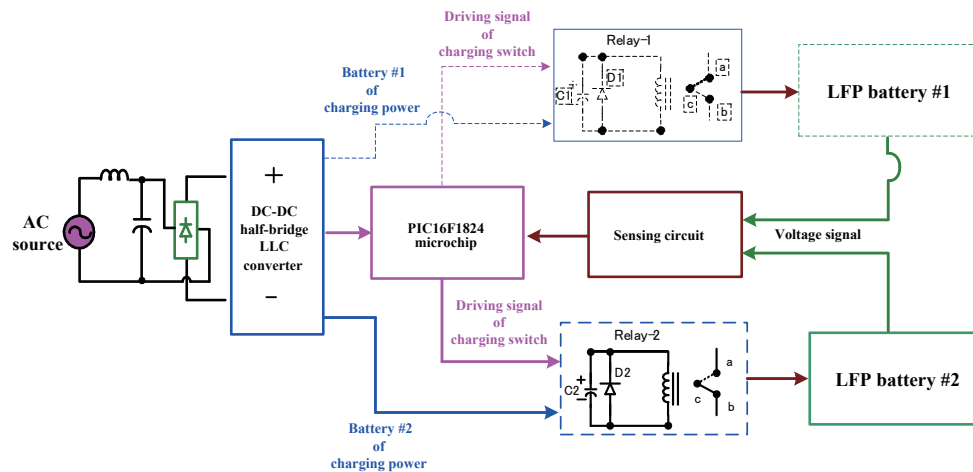 Driving signal
of
charging switch
Battery #1
of
charging power
Relay-1
C1
D1
a
c
b
LFP battery #1
AC
source
+
DC-DC
half-bridge
LLC
converter
−
PIC16F1824
microchip
Sensing circuit
Voltage signal
Driving signal
of
charging switch
Relay-2
+
C2
D2
a
c
b
LFP battery #2
Battery #2
of
charging power